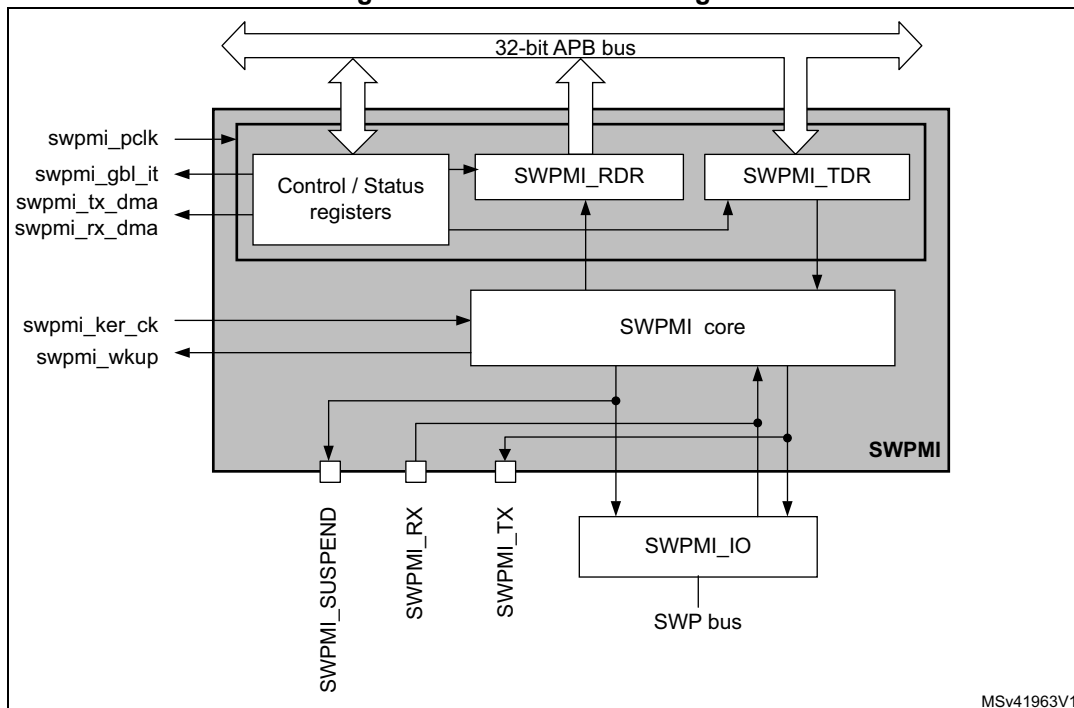 32-bit APB bus
swpmi_pclk
swpmi_gbl_it
swpmi_tx_dma
swpmi_rx_dma
Control / Status
registers
SWPMI_RDR
SWPMI_TDR
swpmi_ker_ck
swpmi_wkup
SWPMI core
SWPMI
SWPMI_SUSPEND
SWPMI_RX
SWPMI_TX
SWPMI_IO
SWP bus
MSv41963V1